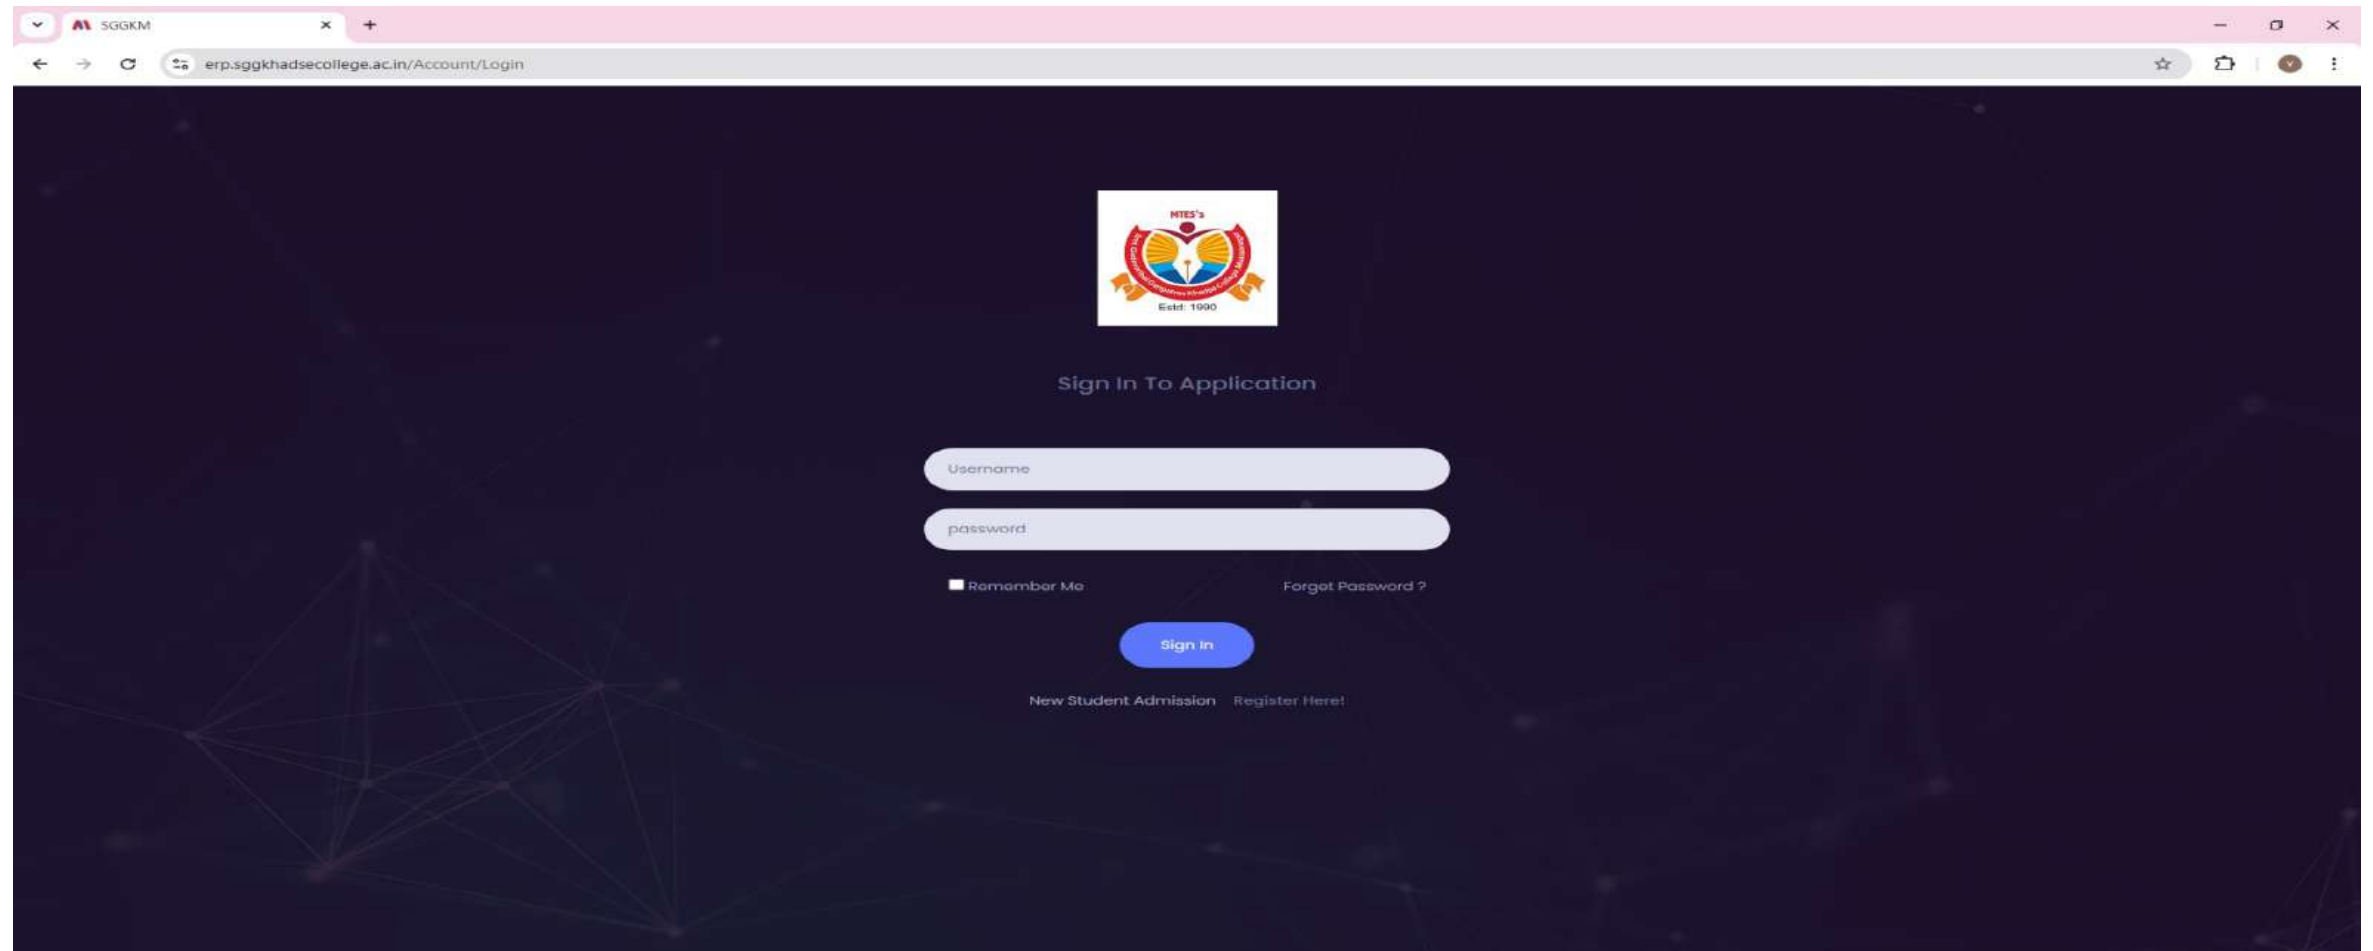 SGGKM
erp.sggkhadsecollege.ac.in/Account/Login
MTES's
Estd: 1990
Sign In To Application
Username
password
Remember Me Forget Password ?
Sign In
New Student Admission Register Here!